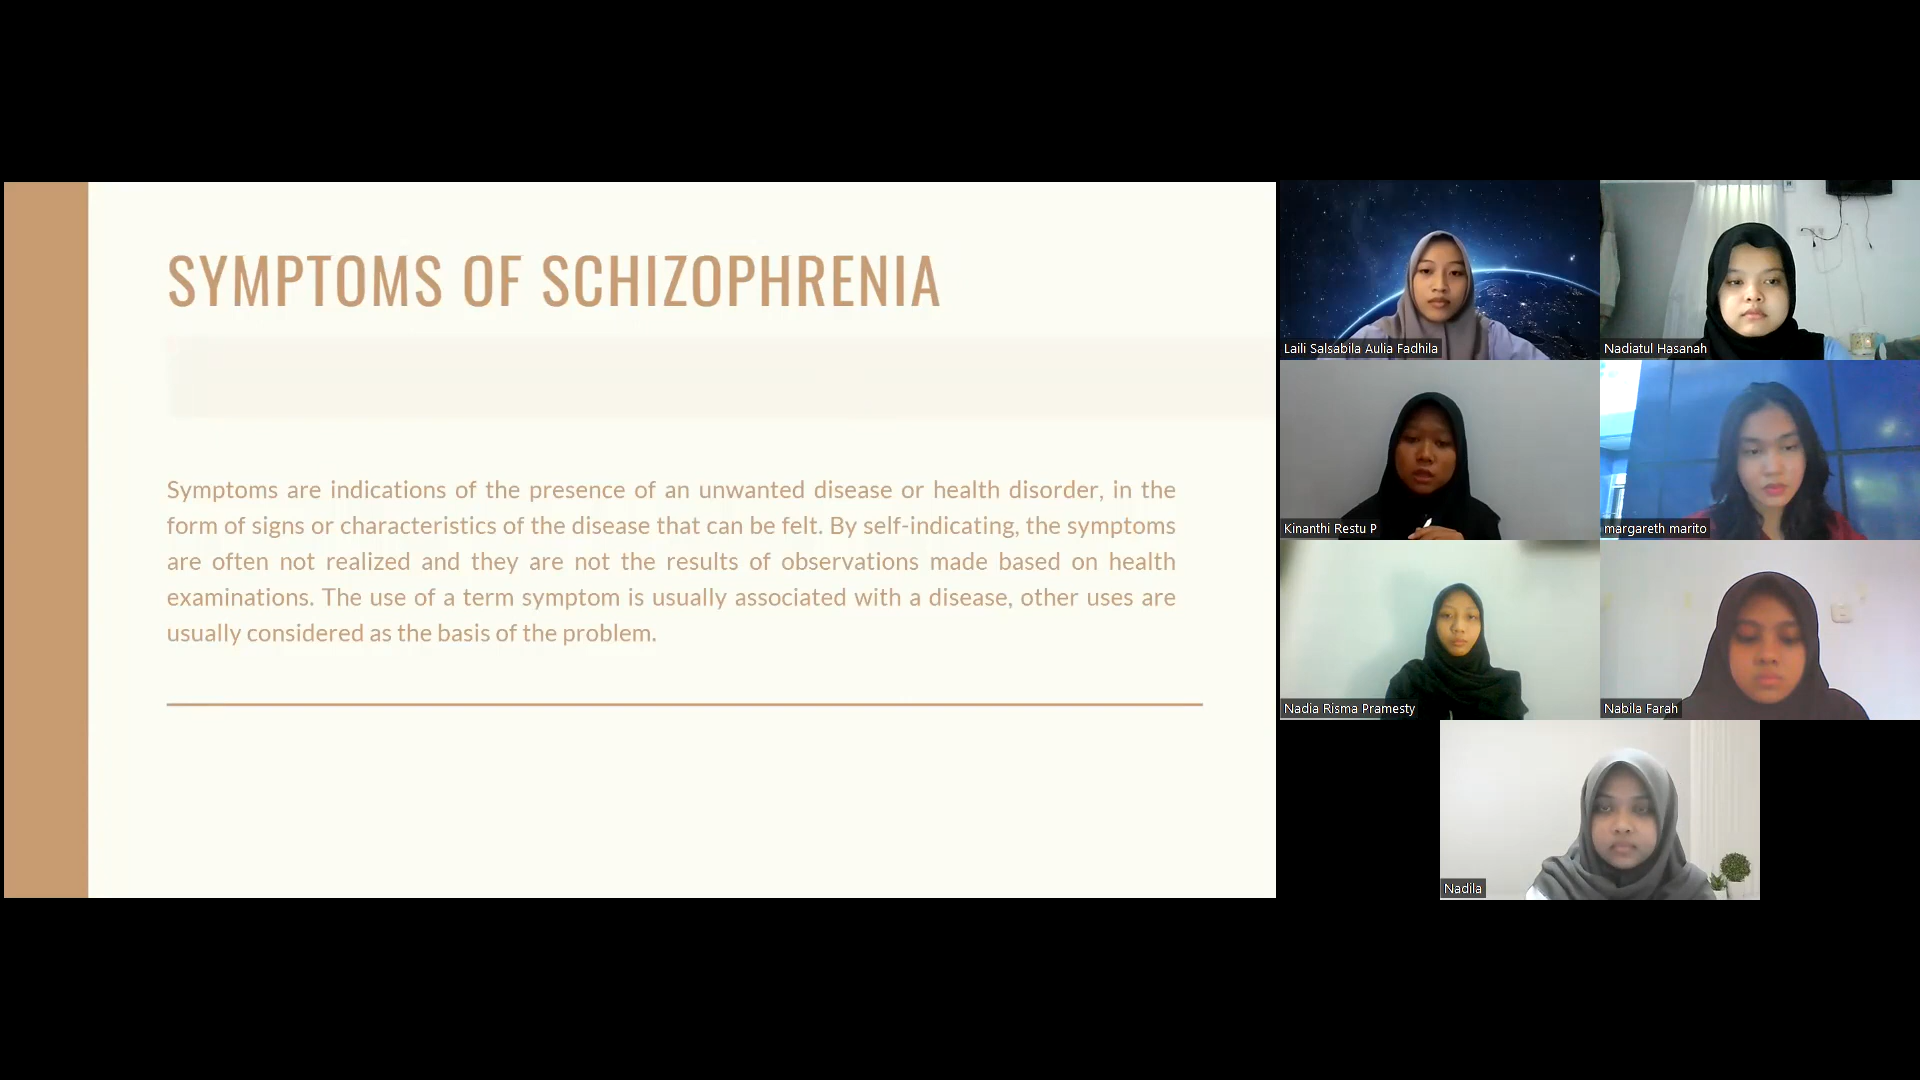 SYMPTOMS OF SCHIZOPHRENIA
Symptoms are indications of the presence of an unwanted disease or health disorder, in the
form of signs or characteristics of the disease that can be felt. By self-indicating, the symptoms
are often not realized and they are not the results of observations made based on health
examinations. The use of a term symptom is usually associated with a disease, other uses are
usually considered as the basis of the problem.
Laili Salsabila Aulia Fadhila
Nadiatul Hasanah
Kinanthi Restu P
margareth marito
Nadia Risma Pramesty
Nabila Farah
Nadila